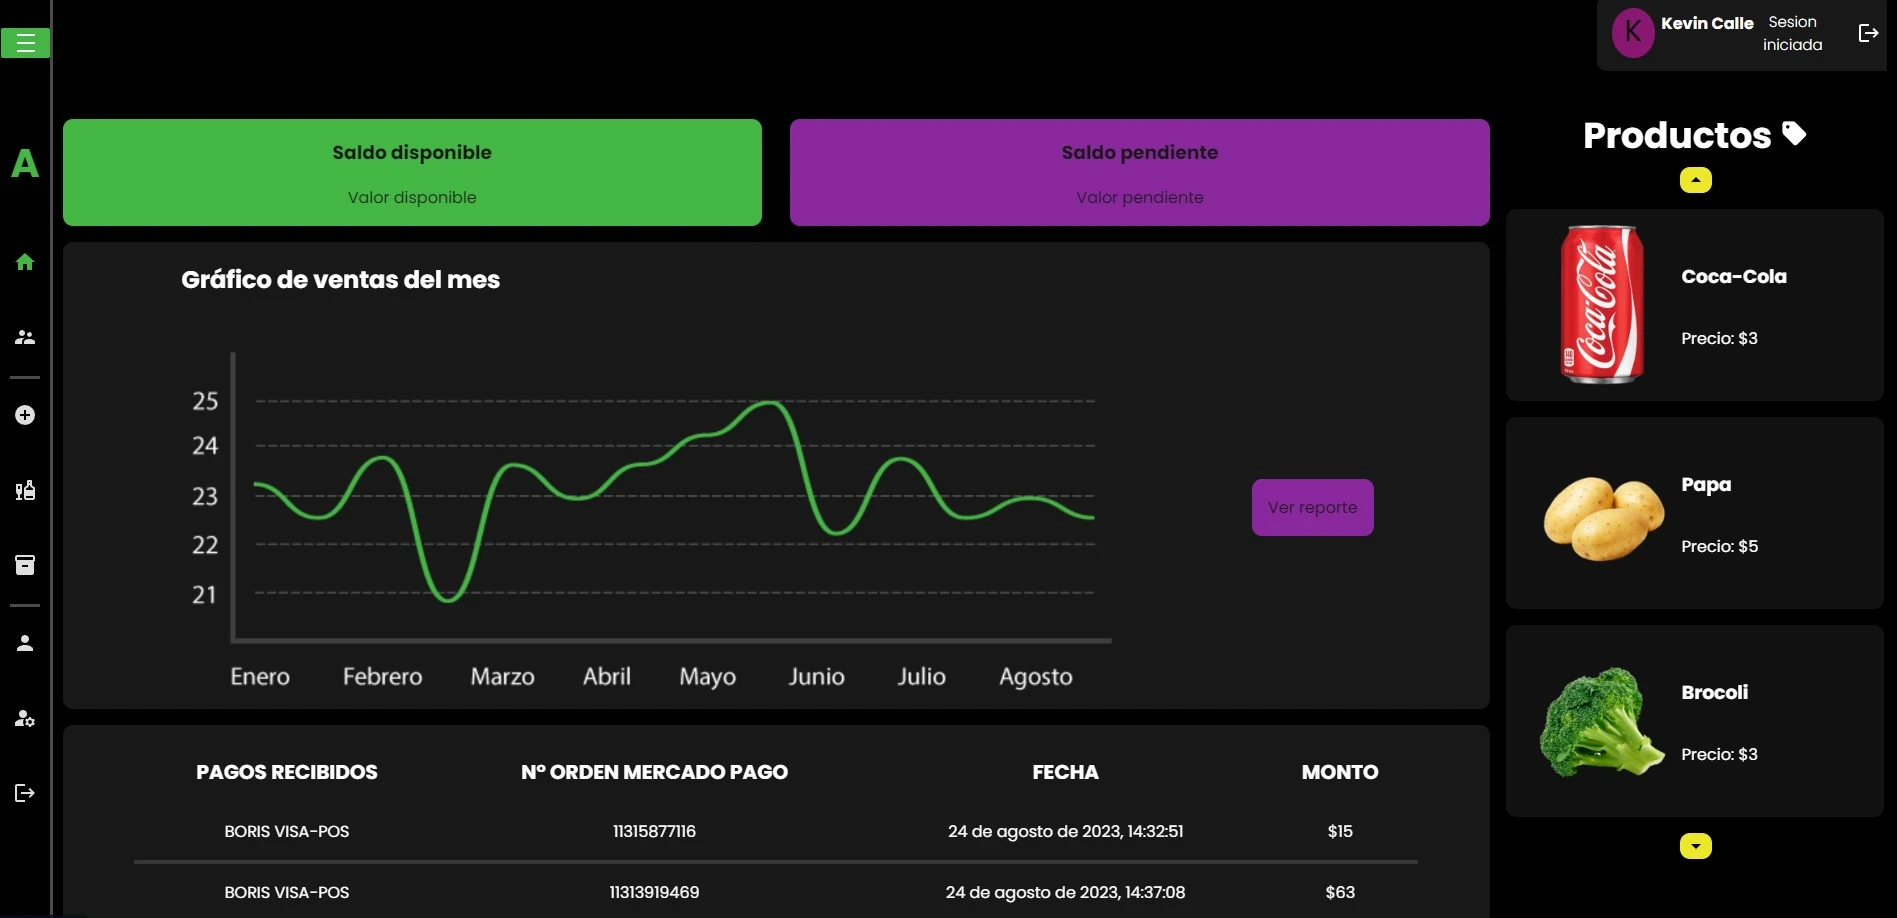 K
Kevin Calle
Sesion
iniciada
A
Saldo disponible
Valor disponible
Saldo pendiente
Valor pendiente
Productos
Gráfico de ventas del mes
25
24
23
22
21
Enero Febrero Marzo Abril Mayo Junio Julio Agosto
Ver reporte
Coca-Cola
Coca-Cola
Precio: $3
Papa
Precio: $5
Brocoli
Precio: $3
PAGOS RECIBIDOS Nº ORDEN MERCADO PAGO FECHA MONTO
BORIS VISA-POS 11315877116 24 de agosto de 2023, 14:32:51 $15
BORIS VISA-POS 11313919469 24 de agosto de 2023, 14:37:08 $63